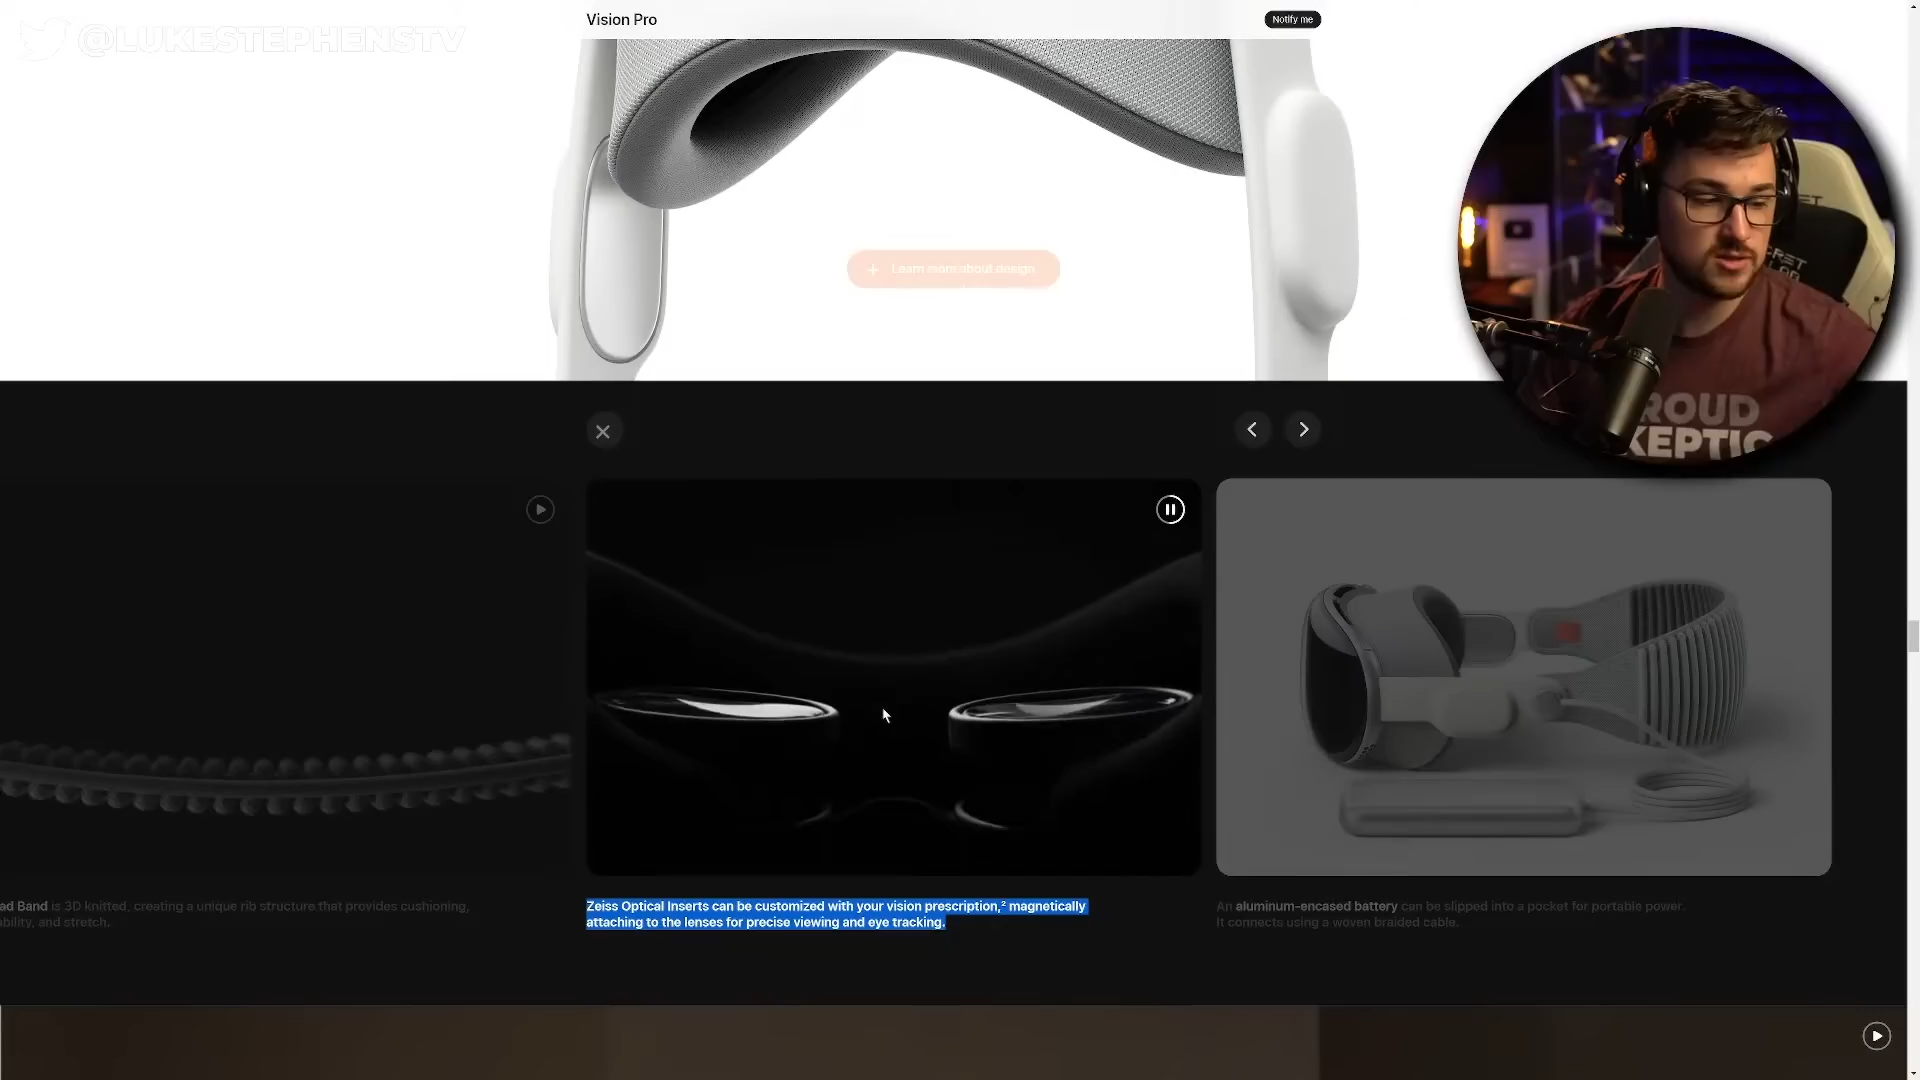 @LUKESTEPHENSTV
Vision Pro
Notify me
Learn more about design
ROUD
KEPTIC
ad Band is 3D knitted, creating a unique rib structure that provides cushioning,
bility, and stretch.
Zeiss Optical Inserts can be customized with your vision prescription,² magnetically
attaching to the lenses for precise viewing and eye tracking.
An aluminum-encased battery can be slipped into a pocket for portable power.
It connects using a woven braided cable.